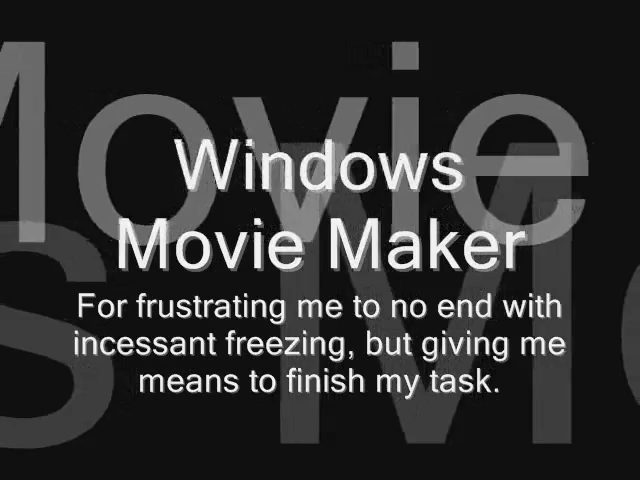 Windows
Movie Maker
For frustrating me to no end with
incessant freezing, but giving me
means to finish my task.